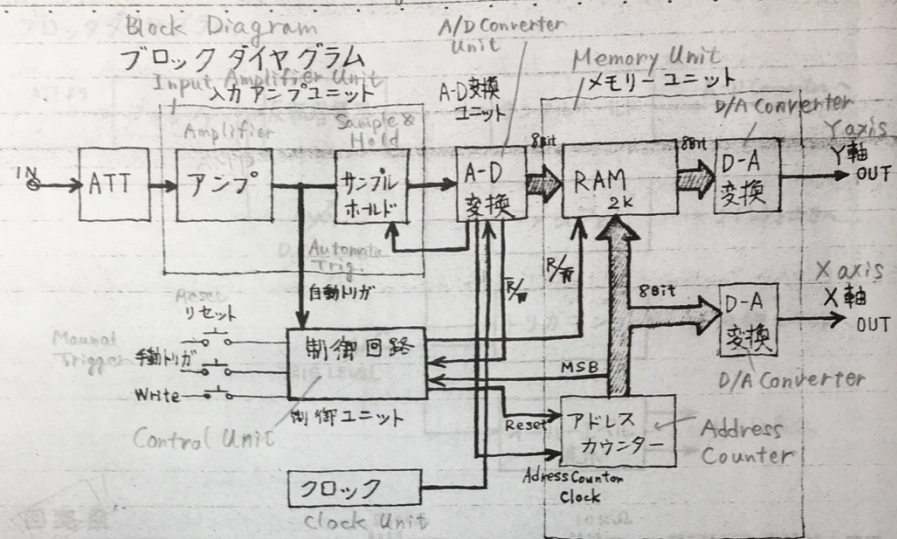 Block Diagram
ブロック ダイヤグラム
Input Amplifier Unit
入力アンプユニット
A/D Converter
Unit
A-D変換
ユニット
Memory Unit
メモリーユニット
D/A Converter
Amplifier
Sample &
Hold
IN
ATT
アンプ
サンプル
ホールド
A-D
変換
8Bit
RAM
2K
8Bit
D-A
変換
Y axis
Y軸
OUT
Automatic
Trig.
自動トリガ
R/W
R/W
8Bit
D-A
変換
X axis
X軸
OUT
D/A Converter
Reset
リセット
Maunal
Trigger
手動トリガ
Write
制御回路
制御ユニット
Control Unit
MSB
Reset
アドレス
カウンター
Address
Counter
Adress Counter
Clock
クロック
Clock Unit